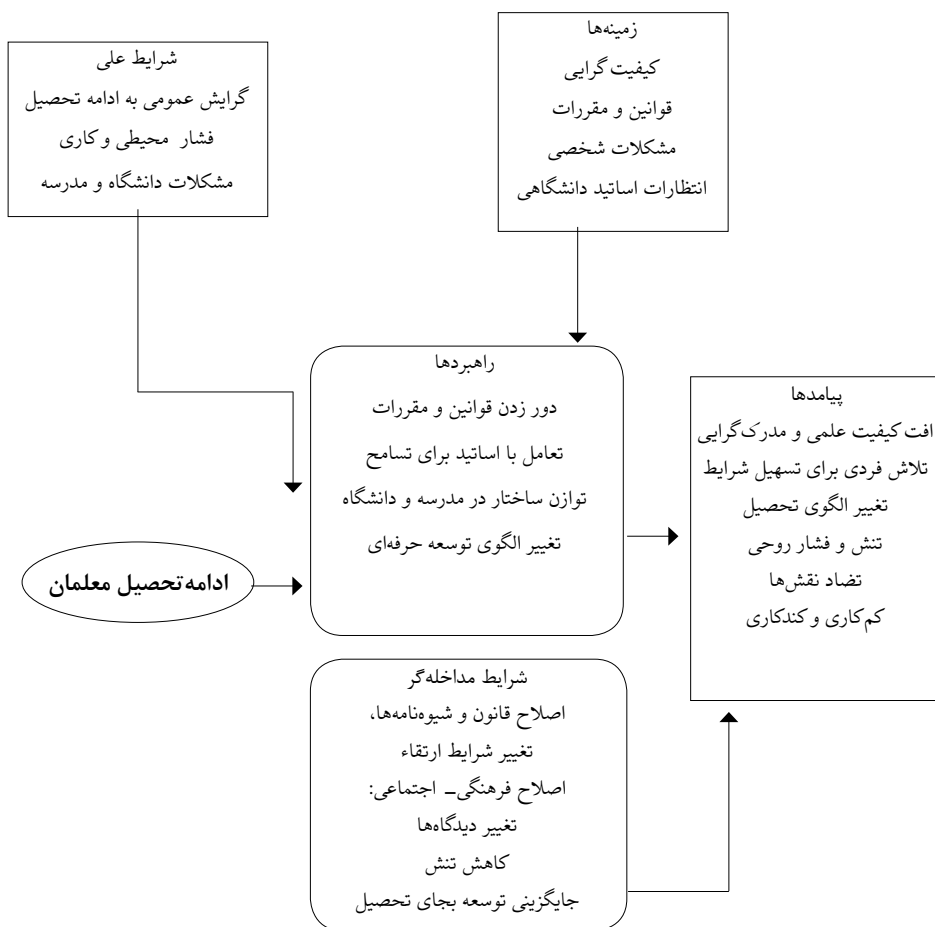 زمینه‌ها
کیفیت گرایی
قوانین و مقررات
مشکلات شخصی
انتظارات اساتید دانشگاهی
شرایط علی
گرایش عمومی به ادامه تحصیل
فشار محیطی و کاری
مشکلات دانشگاه و مدرسه
راهبردها
دور زدن قوانین و مقررات
تعامل با اساتید برای تسامح
توازن ساختار در مدرسه و دانشگاه
تغییر الگوی توسعه حرفه‌ای
ادامه تحصیل معلمان
پیامدها
افت کیفیت علمی و مدرک‌گرایی
تلاش فردی برای تسهیل شرایط
تغییر الگوی تحصیل
تنش و فشار روحی
تضاد نقش‌ها
کم‌کاری و کندکاری
شرایط مداخله‌گر
اصلاح قانون و شیوه‌نامه‌ها،
تغییر شرایط ارتقاء
اصلاح فرهنگی– اجتماعی:
تغییر دیدگاه‌ها
کاهش تنش
جایگزینی توسعه بجای تحصیل